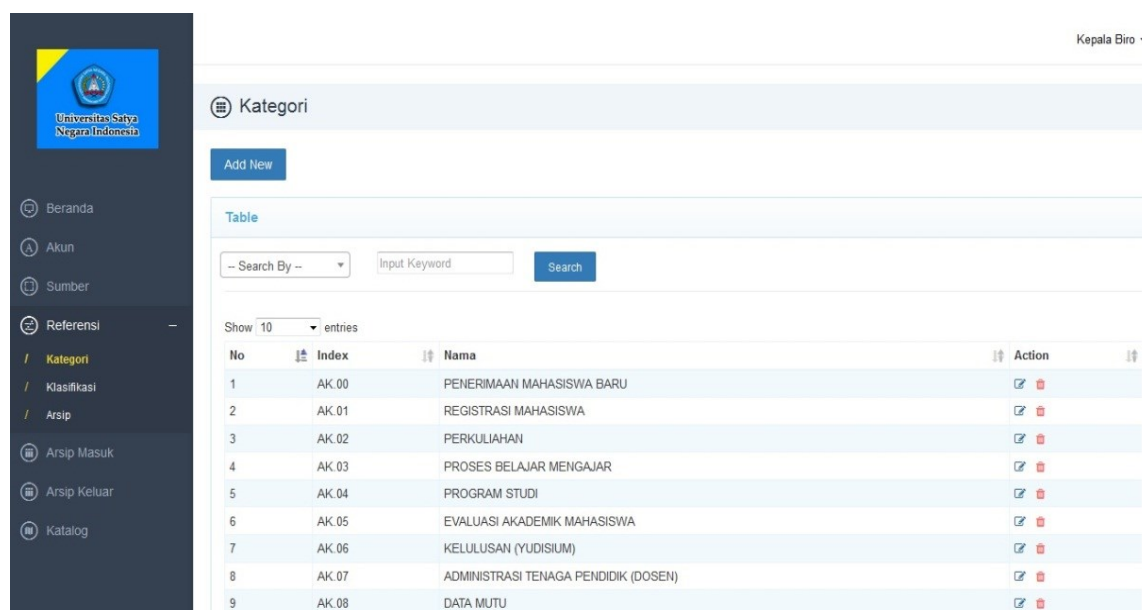 Kepala Biro
Universitas Satya
Negara Indonesia
Kategori
Add New
Beranda
Akun
Sumber
Referensi –
/ Kategori
/ Klasifikasi
/ Arsip
Arsip Masuk
Arsip Keluar
Katalog
Table
-- Search By -- Input Keyword Search
Show 10 entries
No Index Nama Action
1 AK.00 PENERIMAAN MAHASISWA BARU
2 AK.01 REGISTRASI MAHASISWA
3 AK.02 PERKULIAHAN
4 AK.03 PROSES BELAJAR MENGAJAR
5 AK.04 PROGRAM STUDI
6 AK.05 EVALUASI AKADEMIK MAHASISWA
7 AK.06 KELULUSAN (YUDISIUM)
8 AK.07 ADMINISTRASI TENAGA PENDIDIK (DOSEN)
9 AK.08 DATA MUTU